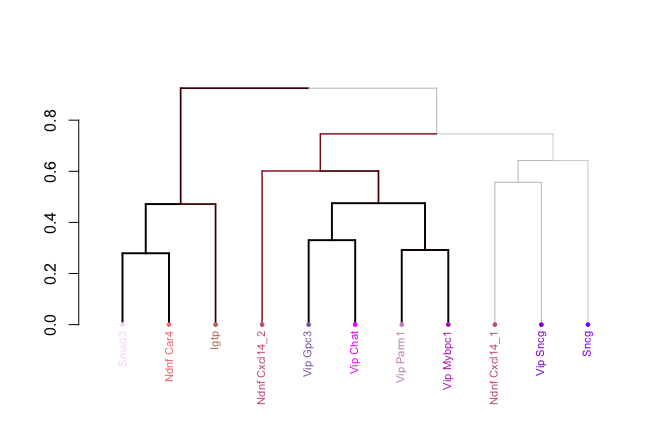 0.8
0.6
0.4
0.2
0.0
Smad3
Ndnf Car4
Igtp
Ndnf Cxcl14_2
Vip Gpc3
Vip Chat
Vip Parm1
Vip Mybpc1
Ndnf Cxcl14_1
Vip Sncg
Sncg